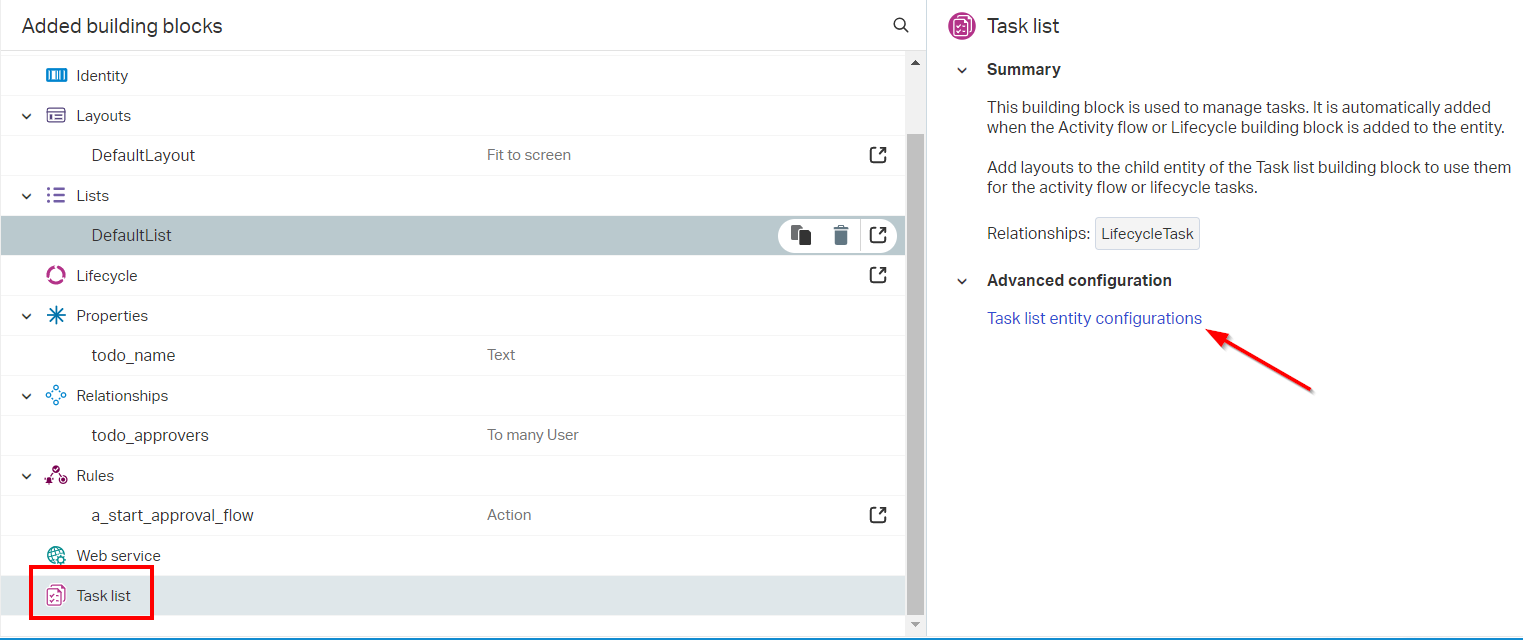 Added building blocks
Identity
Layouts
DefaultLayout Fit to screen
Lists
DefaultList
Lifecycle
Properties
todo_name Text
Relationships
todo_approvers To many User
Rules
a_start_approval_flow Action
Web service
Task list
Task list
Summary
This building block is used to manage tasks. It is automatically added
when the Activity flow or Lifecycle building block is added to the entity.
Add layouts to the child entity of the Task list building block to use them
for the activity flow or lifecycle tasks.
Relationships: LifecycleTask
Advanced configuration
Task list entity configurations